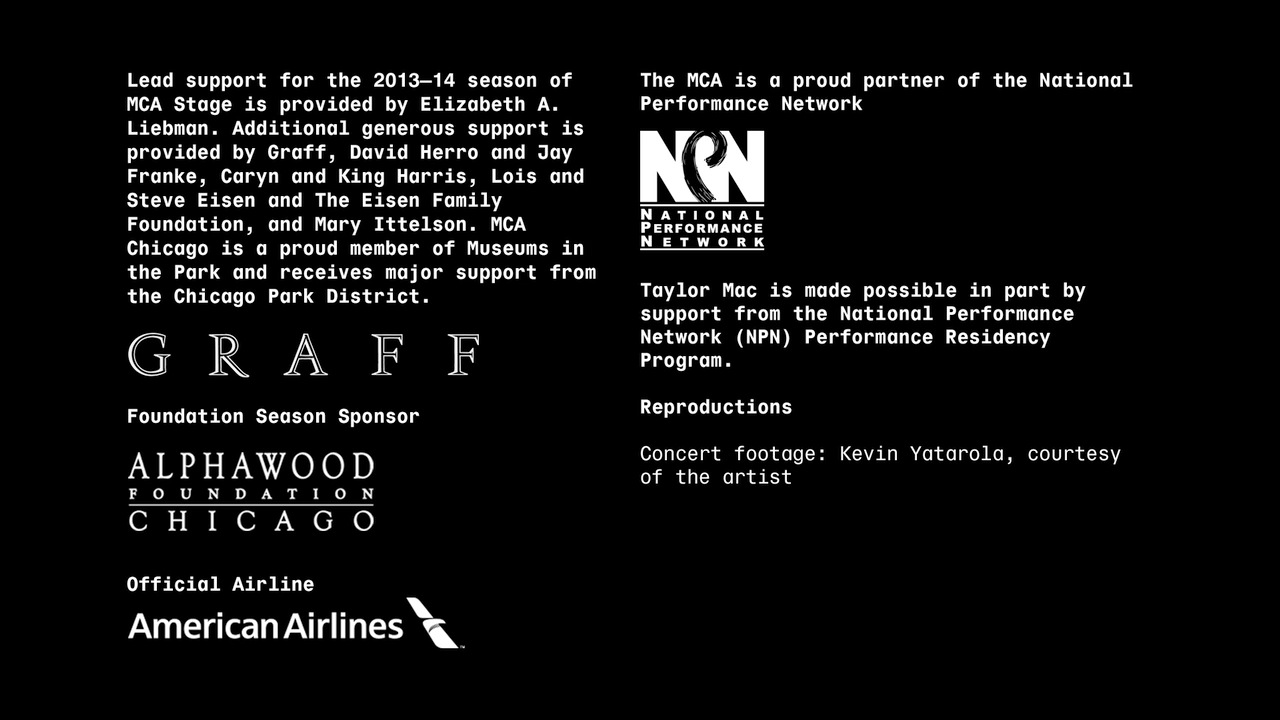 Lead support for the 2013–14 season of
MCA Stage is provided by Elizabeth A.
Liebman. Additional generous support is
provided by Graff, David Herro and Jay
Franke, Caryn and King Harris, Lois and
Steve Eisen and The Eisen Family
Foundation, and Mary Ittelson. MCA
Chicago is a proud member of Museums in
the Park and receives major support from
the Chicago Park District.
GRAFF
Foundation Season Sponsor
ALPHAWOOD
FOUNDATION
CHICAGO
Official Airline
American Airlines
The MCA is a proud partner of the National
Performance Network
NPN
NATIONAL
PERFORMANCE
NETWORK
Taylor Mac is made possible in part by
support from the National Performance
Network (NPN) Performance Residency
Program.
Reproductions
Concert footage: Kevin Yatarola, courtesy
of the artist